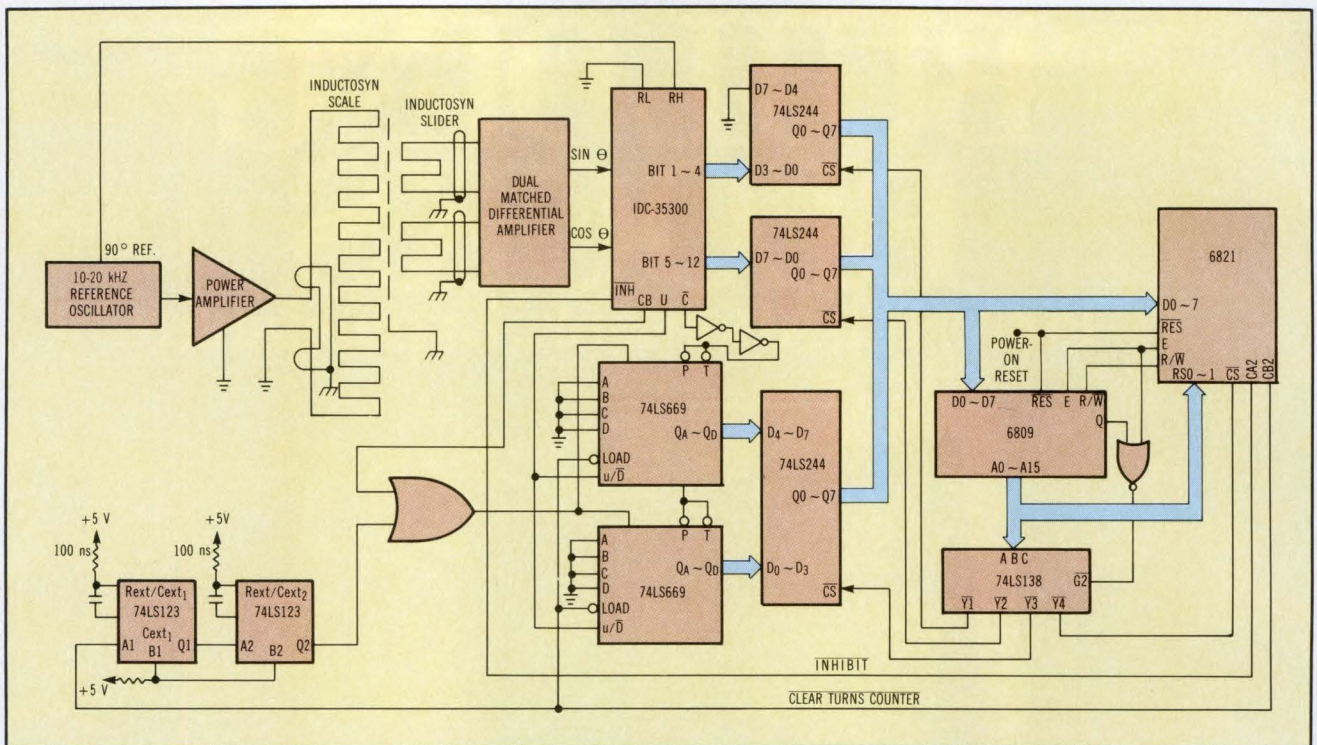 INDUCTOSYN
SCALE
INDUCTOSYN
SLIDER
90° REF.
10-20 kHZ
REFERENCE
OSCILLATOR
POWER
AMPLIFIER
DUAL
MATCHED
DIFFERENTIAL
AMPLIFIER
SIN Θ
COS Θ
RL RH
BIT 1 ~ 4
IDC-35300
BIT 5 ~ 12
INH
CB U C
D7 ~ D4
74LS244
Q0 ~ Q7
D3 ~ D0
CS
74LS244
D7 ~ D0
Q0 ~ Q7
CS
P T
A
B
C
D
74LS669
QA ~ QD
LOAD
u/D
P T
A
B
C
D
QA ~ QD
LOAD
u/D
74LS669
D4 ~ D7
74LS244
Q0 ~ Q7
D0 ~ D3
CS
6821
D0 ~ 7
RES
E
R/W
RS0 ~ 1 CS CA2 CB2
POWER-
ON
RESET
D0 ~ D7 RES E R/W
Q
6809
A0 ~ A15
A B C
74LS138
G2
Y1 Y2 Y3 Y4
+5 V
100 ns
+5V
100 ns
Rext/Cext1
74LS123
Cext1
A1 Q1
B1
Rext/Cext2
74LS123
A2 Q2
B2
+5 V
INHIBIT
CLEAR TURNS COUNTER